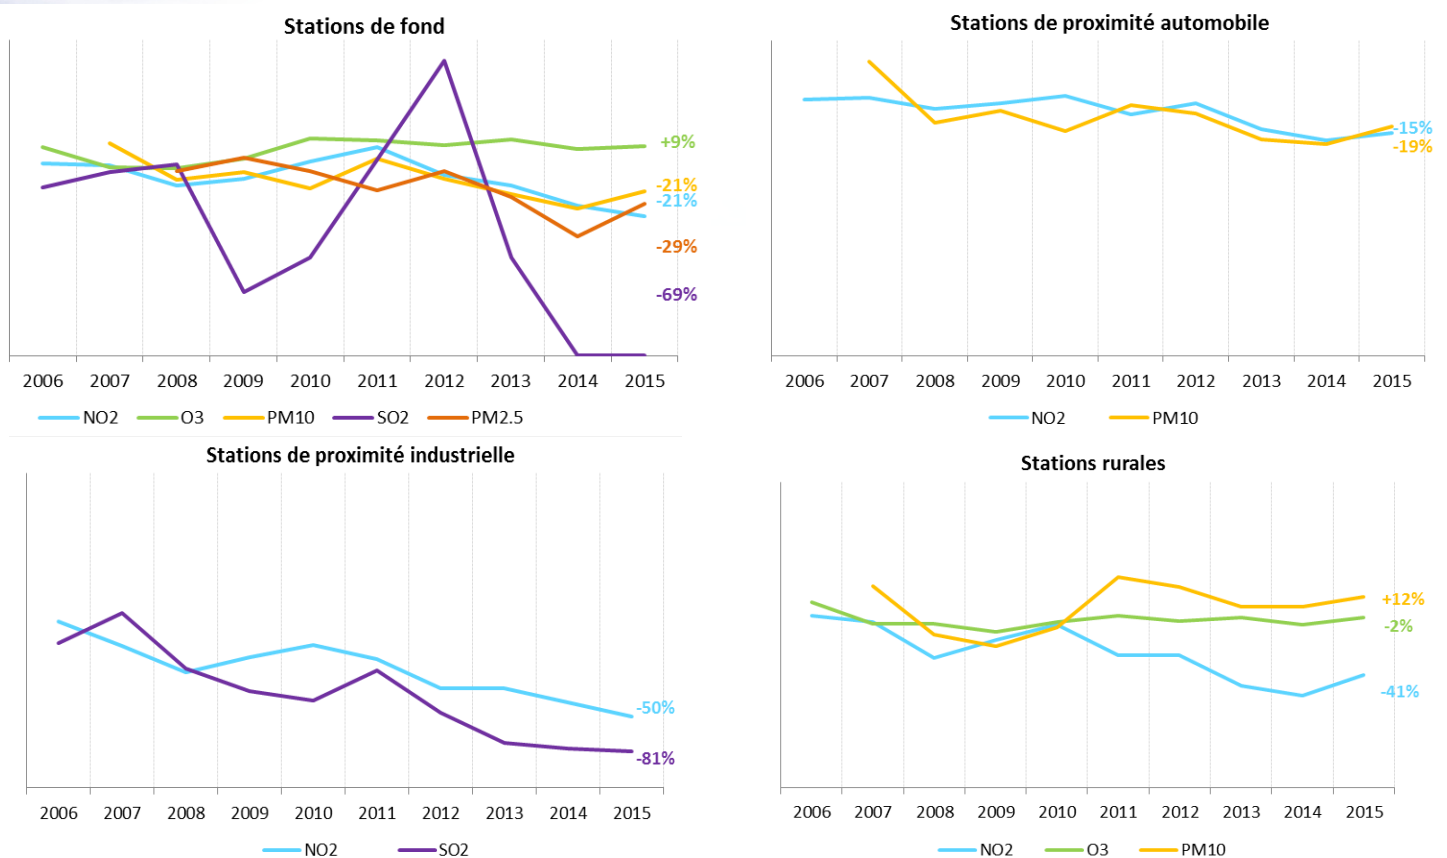 Stations de fond
+9%
-21%
-21%
-29%
-69%
2006 2007 2008 2009 2010 2011 2012 2013 2014 2015
NO2 O3 PM10 SO2 PM2.5
Stations de proximité automobile
-15%
-19%
2006 2007 2008 2009 2010 2011 2012 2013 2014 2015
NO2 PM10
Stations de proximité industrielle
-50%
-81%
2006 2007 2008 2009 2010 2011 2012 2013 2014 2015
NO2 SO2
Stations rurales
+12%
-2%
-41%
2006 2007 2008 2009 2010 2011 2012 2013 2014 2015
NO2 O3 PM10